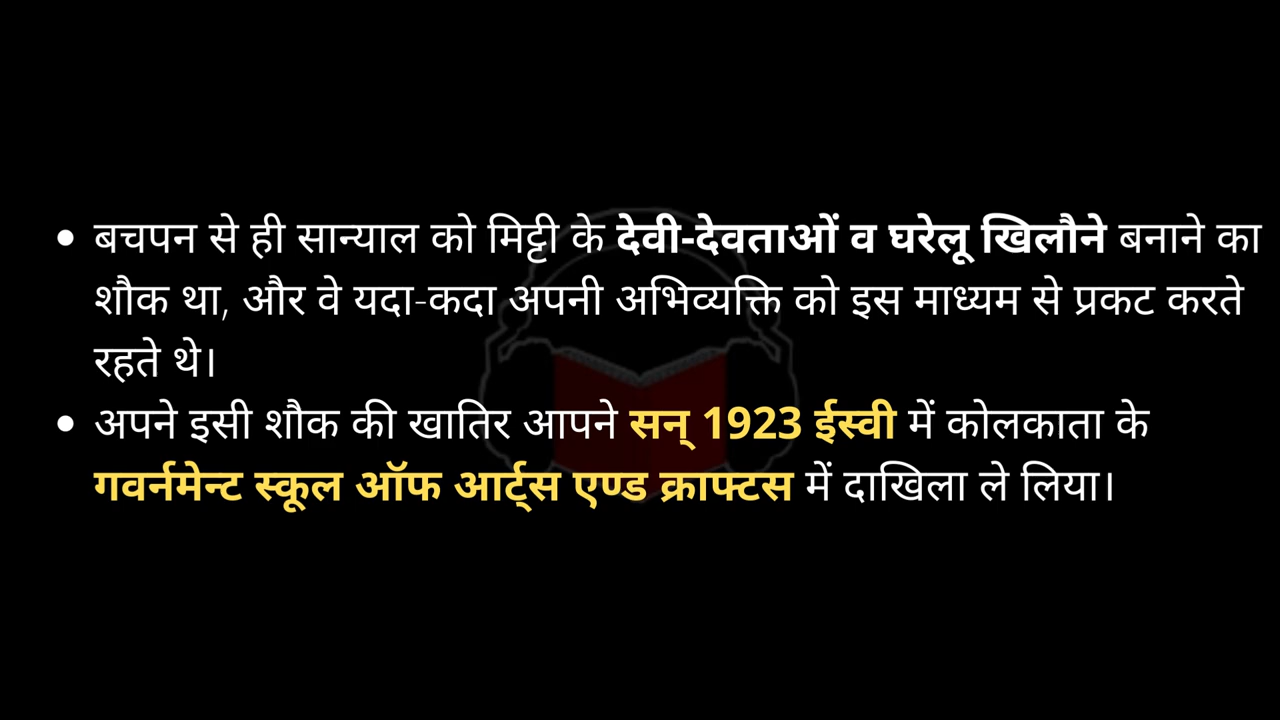 • बचपन से ही सान्याल को मिट्टी के देवी-देवताओं व घरेलू खिलौने बनाने का
शौक था, और वे यदा-कदा अपनी अभिव्यक्ति को इस माध्यम से प्रकट करते
रहते थे।
• अपने इसी शौक की खातिर आपने सन् 1923 ईस्वी में कोलकाता के
गवर्नमेन्ट स्कूल ऑफ आर्ट्स एण्ड क्राफ्टस में दाखिला ले लिया।